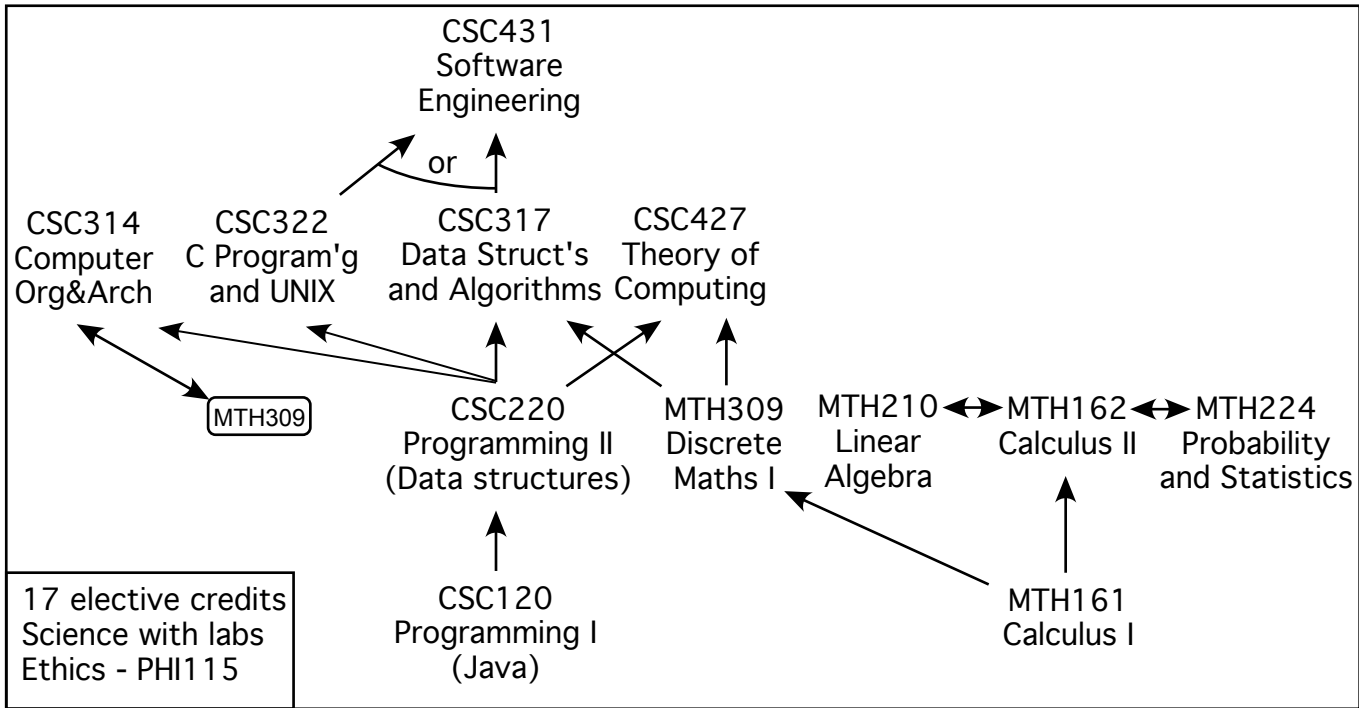 CSC431
Software
Engineering
or
CSC314
Computer
Org&Arch
CSC322
C Program'g
and UNIX
CSC317
Data Struct's
and Algorithms
CSC427
Theory of
Computing
MTH309
CSC220
Programming II
(Data structures)
MTH309
Discrete
Maths I
MTH210
Linear
Algebra
MTH162
Calculus II
MTH224
Probability
and Statistics
17 elective credits
Science with labs
Ethics - PHI115
CSC120
Programming I
(Java)
MTH161
Calculus I